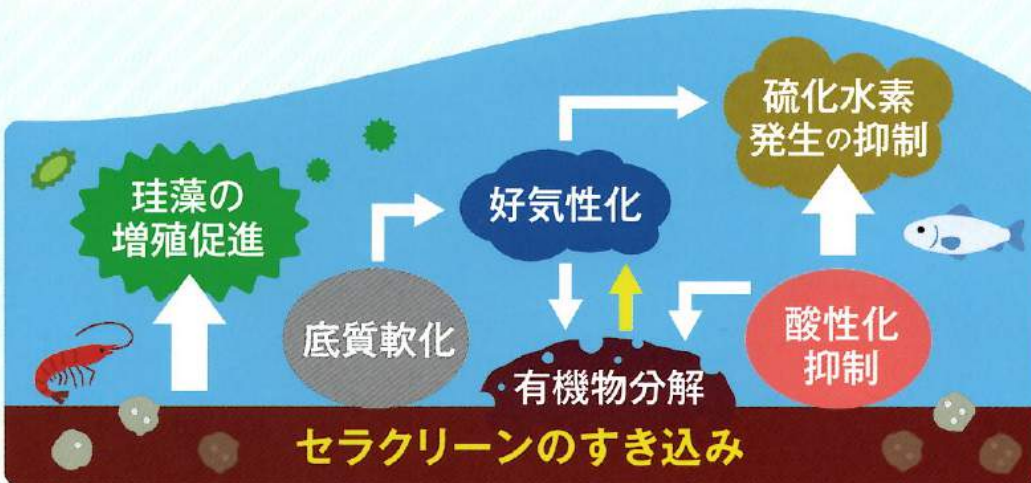 硫化水素
発生の抑制
珪藻の
増殖促進
好気性化
底質軟化
酸性化
抑制
有機物分解
セラクリーンのすき込み